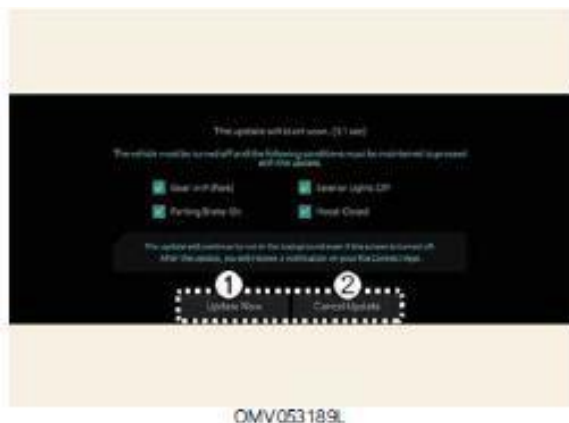 The update will start soon. (51 sec)
The vehicle must be turned off and the following conditions must be maintained to proceed
with the update.
Gear in P (Park)
Exterior Lights Off
Parking Brake On
Hood Closed
The update will continue to run in the background even if the screen is turned off.
After the update, you will receive a notification on your Kia Connect App.
1
2
Update Now
Cancel Update
OMV053189L